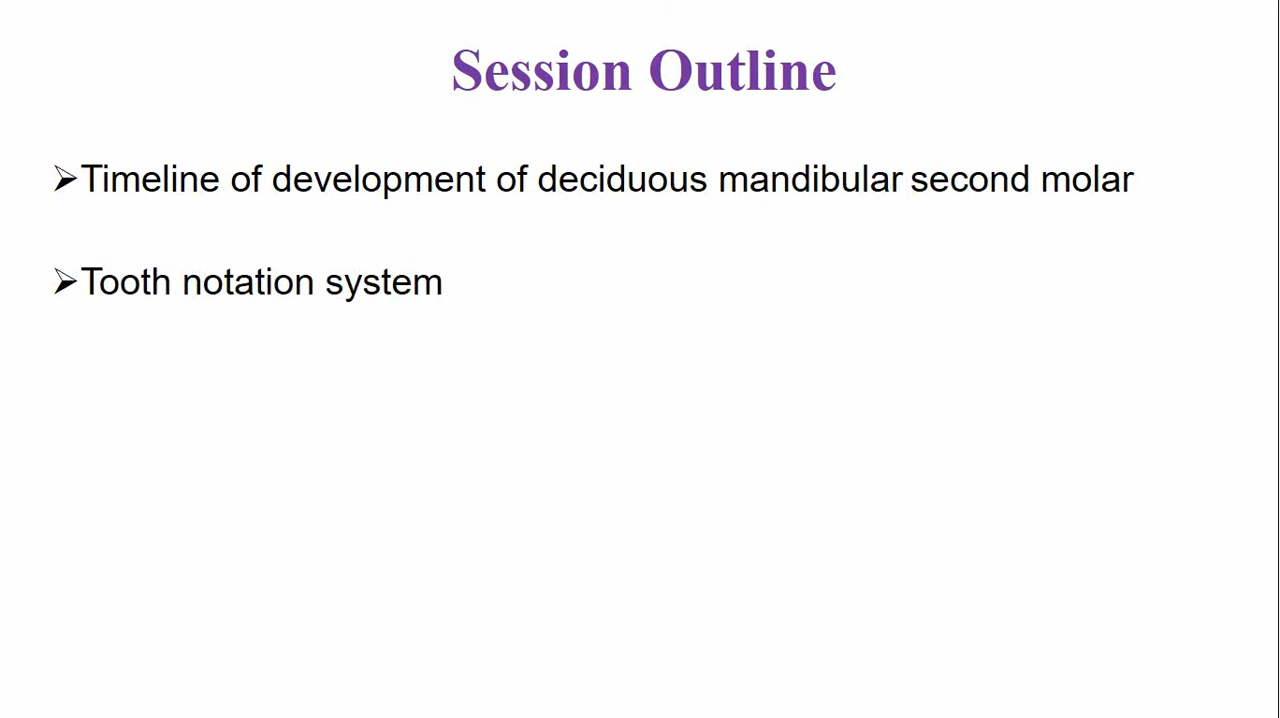 Session Outline
➢Timeline of development of deciduous mandibular second molar
➢Tooth notation system